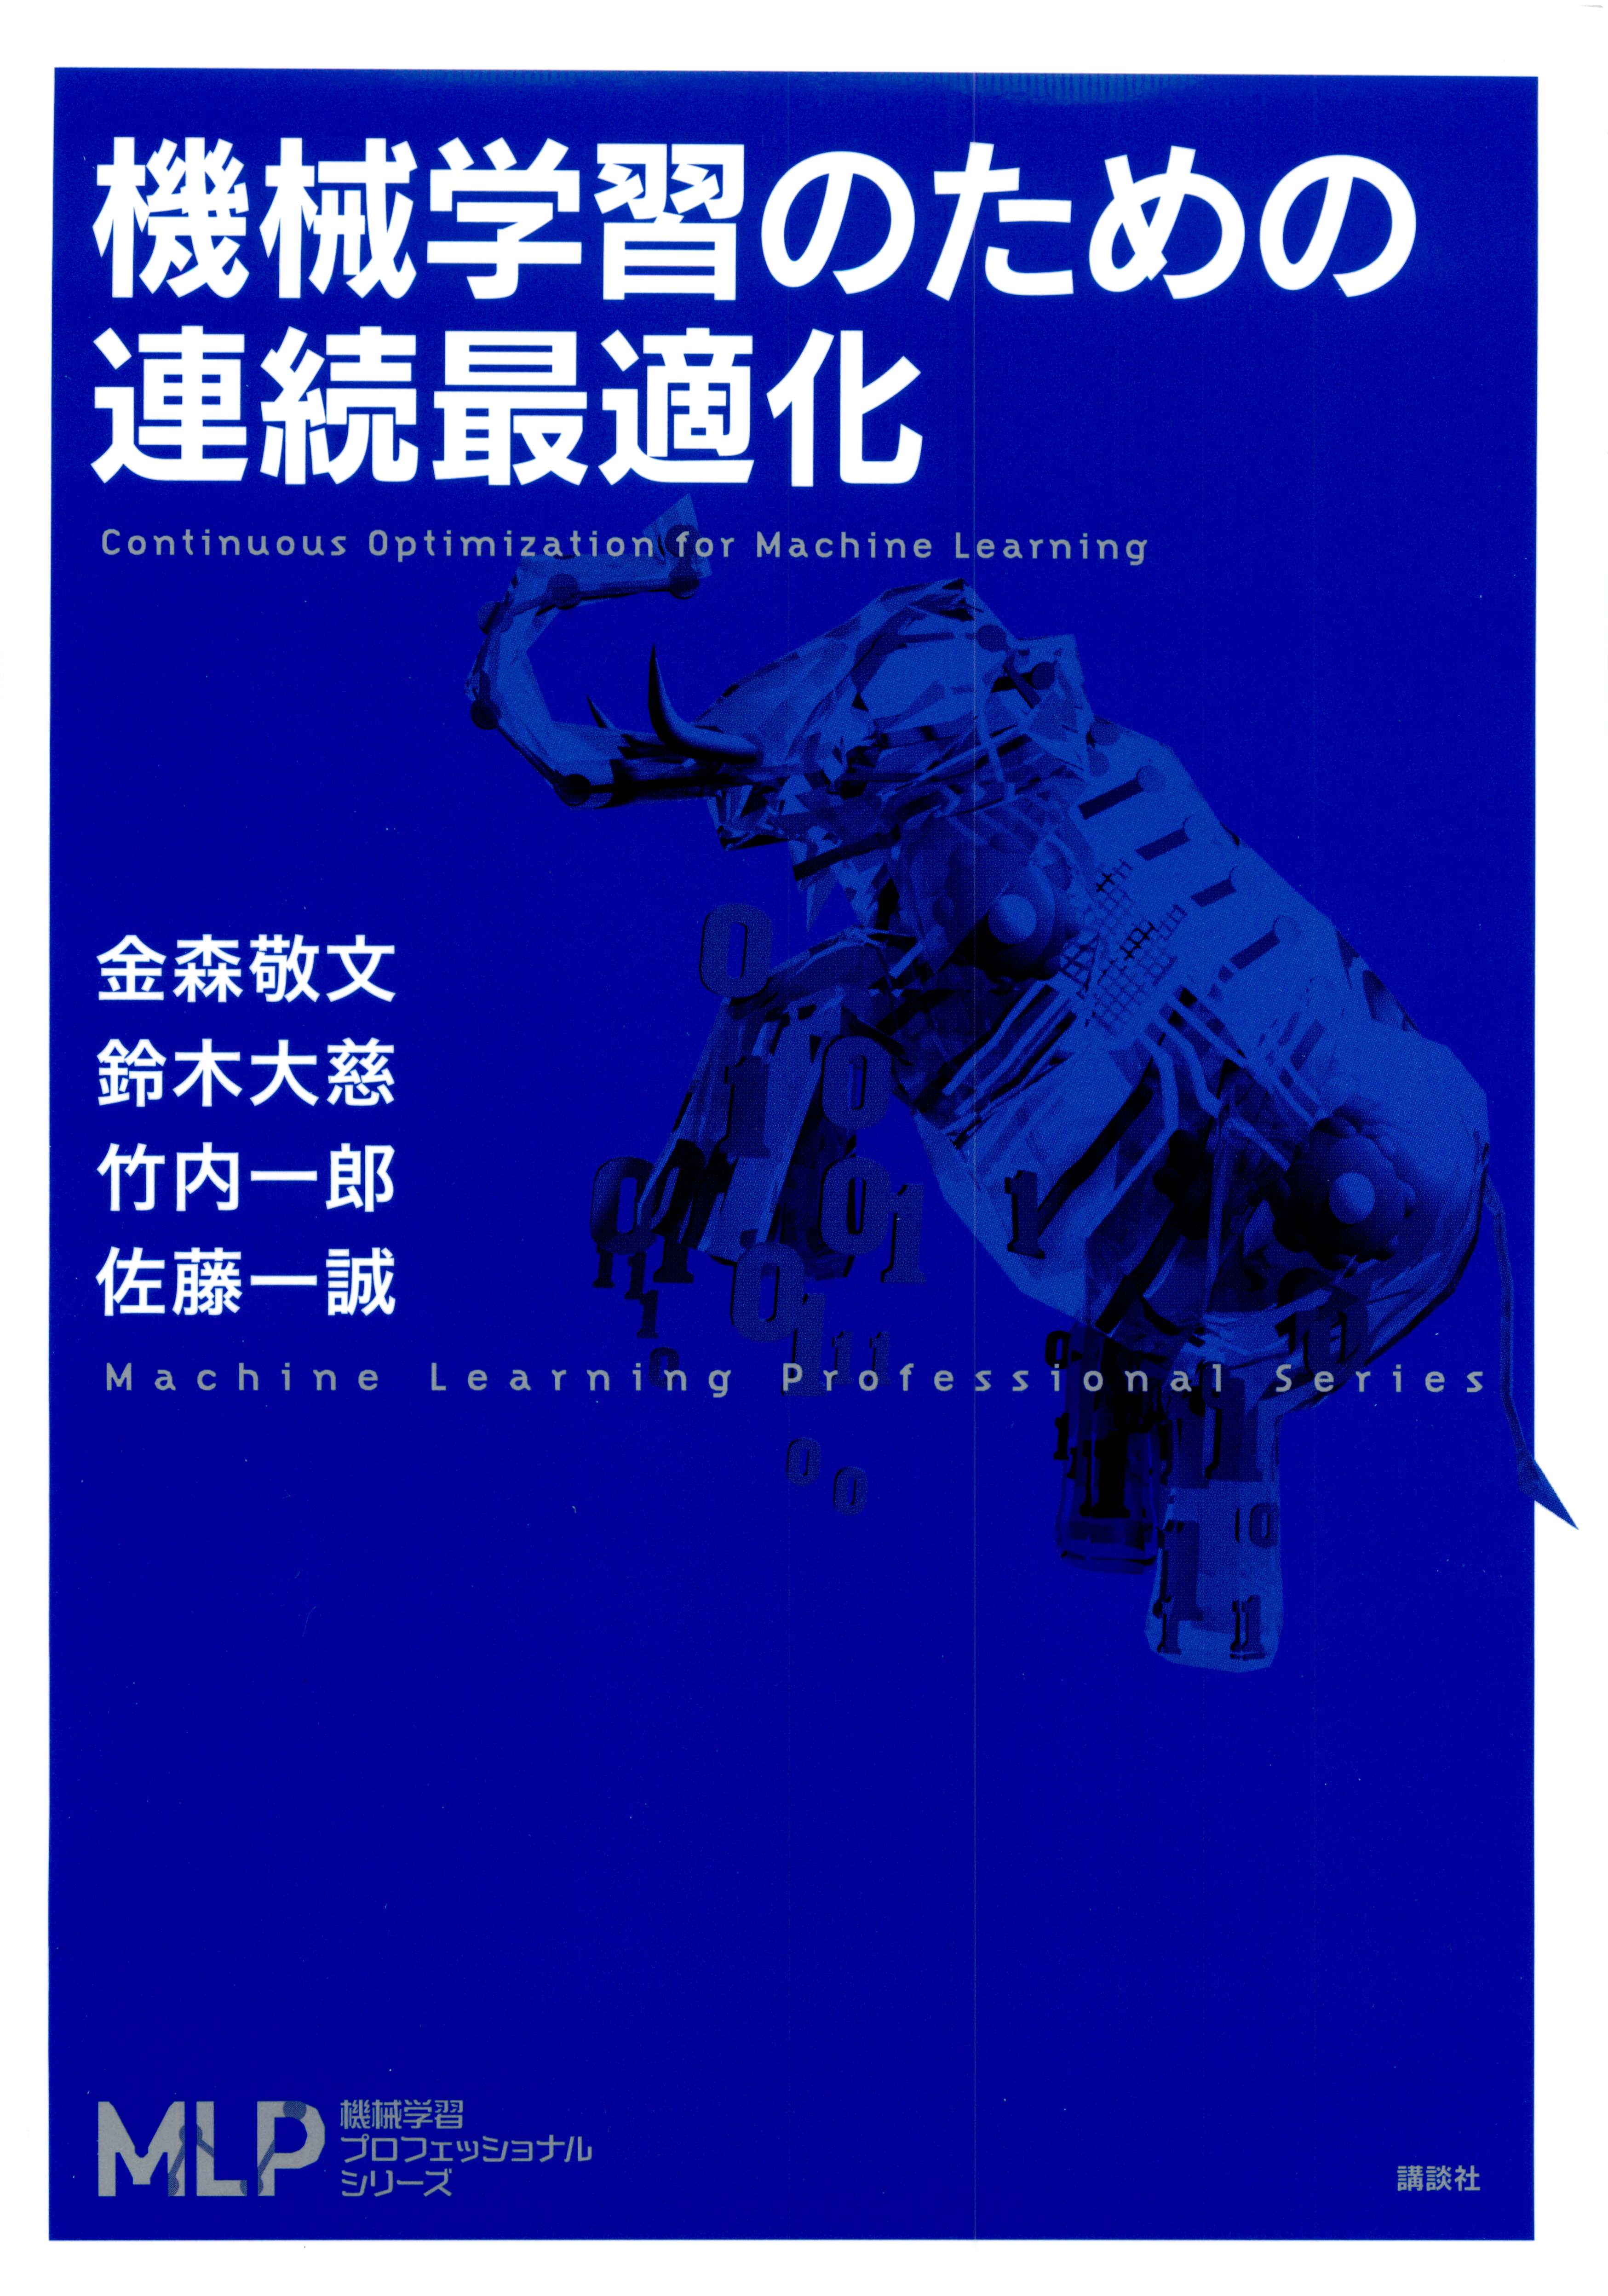 機械学習のための
連続最適化
Continuous Optimization for Machine Learning
金森敬文
鈴木大慈
竹内一郎
佐藤一誠
Machine Learning Professional Series
MLP
機械学習
プロフェッショナル
シリーズ
講談社